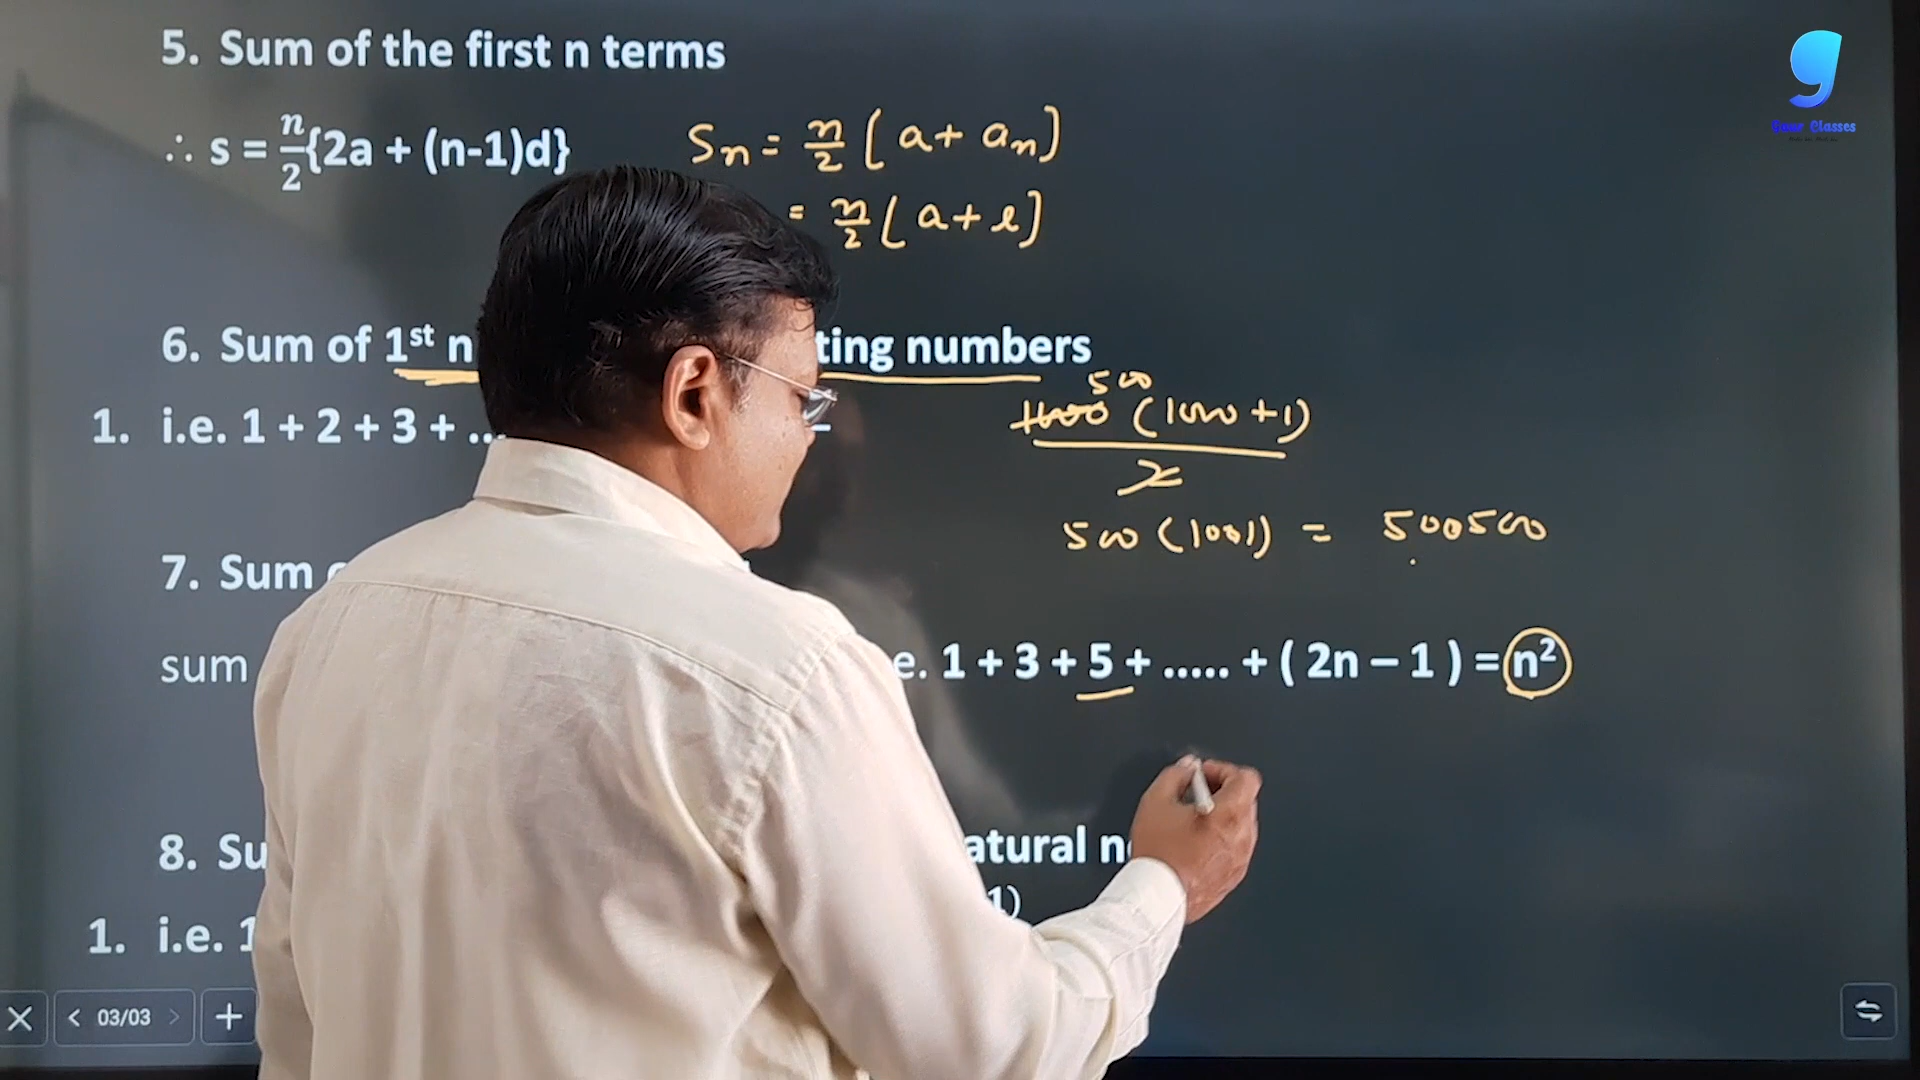 5. Sum of the first n terms
∴ s = n/2{2a + (n-1)d}
Sn = n/2 [a + an]
= n/2 [a + l]
6. Sum of 1st n ting numbers
1. i.e. 1 + 2 + 3 + ...
1000 500 (1000 + 1)
2
500 (1001) = 500500
7. Sum
sum e. 1 + 3 + 5 + ..... + ( 2n – 1 ) = n²
8. Su atural n
1. i.e. 1 1)
03/03
Classes